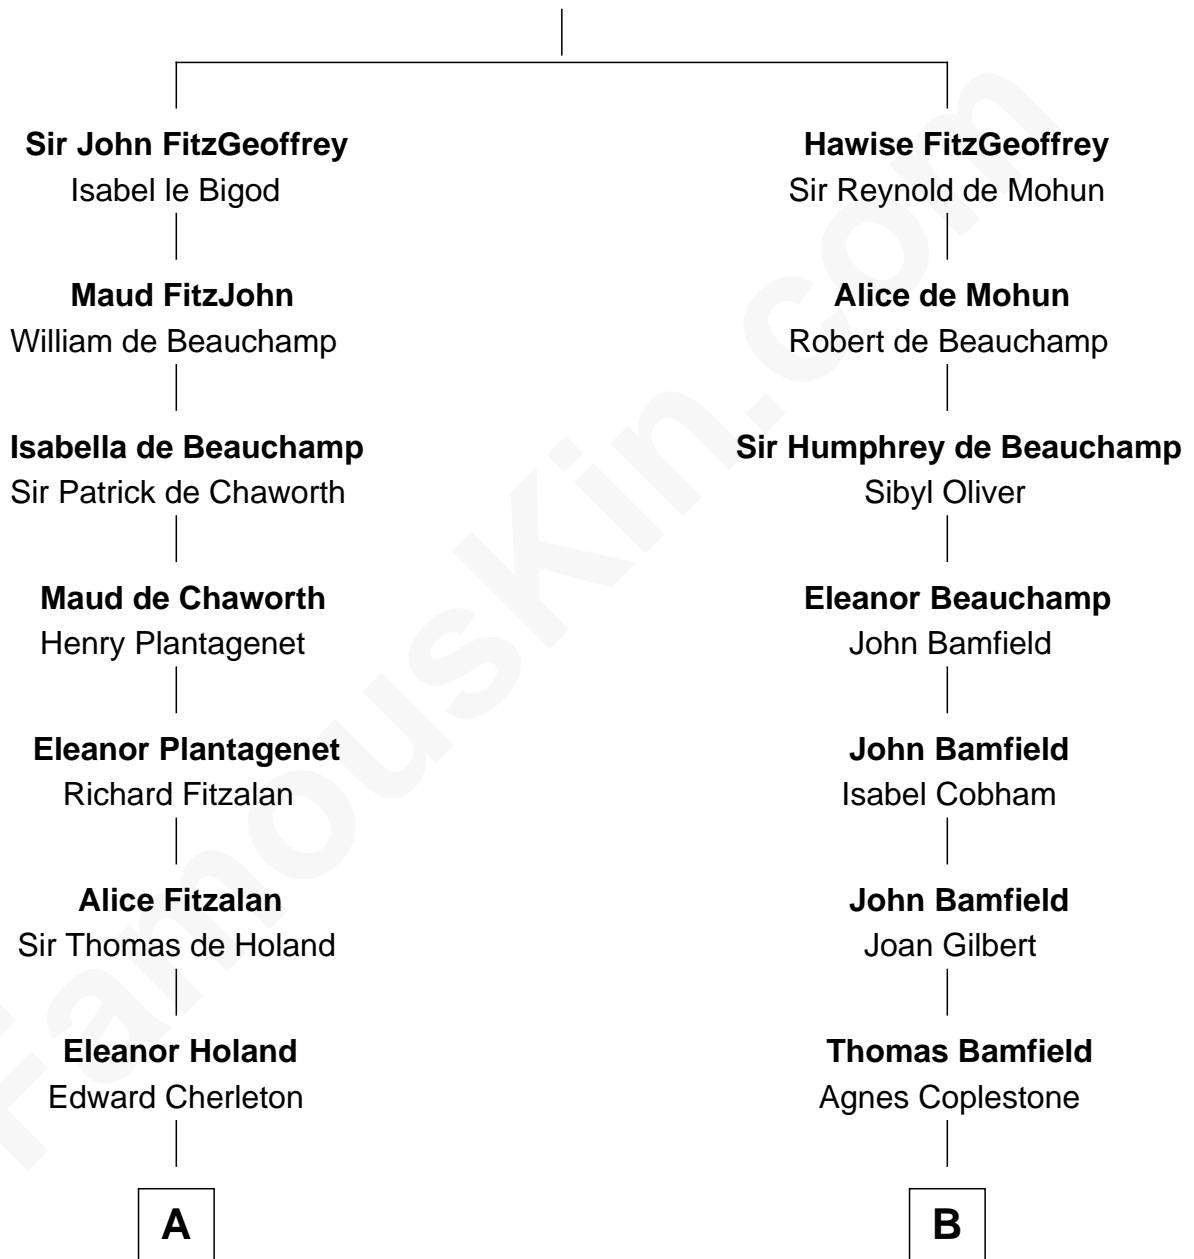 Sir John FitzGeoffrey
Isabel le Bigod
Hawise FitzGeoffrey
Sir Reynold de Mohun
Maud FitzJohn
William de Beauchamp
Alice de Mohun
Robert de Beauchamp
Isabella de Beauchamp
Sir Patrick de Chaworth
Sir Humphrey de Beauchamp
Sibyl Oliver
Maud de Chaworth
Henry Plantagenet
Eleanor Beauchamp
John Bamfield
Eleanor Plantagenet
Richard Fitzalan
John Bamfield
Isabel Cobham
Alice Fitzalan
Sir Thomas de Holand
John Bamfield
Joan Gilbert
Eleanor Holand
Edward Cherleton
Thomas Bamfield
Agnes Coplestone
A
B
FamousKin.com